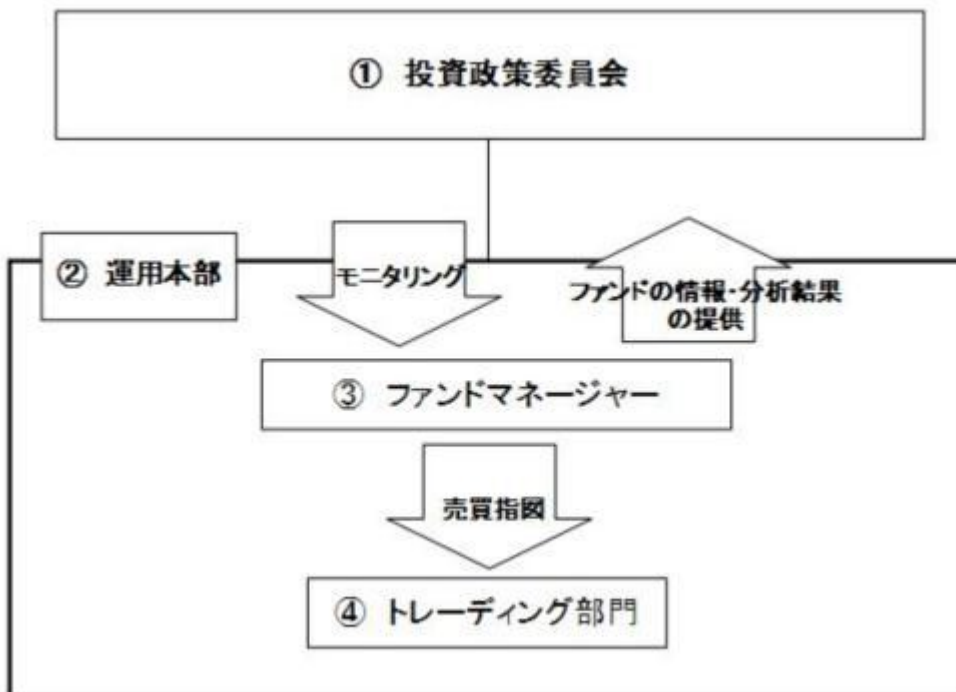 ① 投資政策委員会
② 運用本部
モニタリング
ファンドの情報・分析結果
の提供
③ ファンドマネージャー
売買指図
④ トレーディング部門